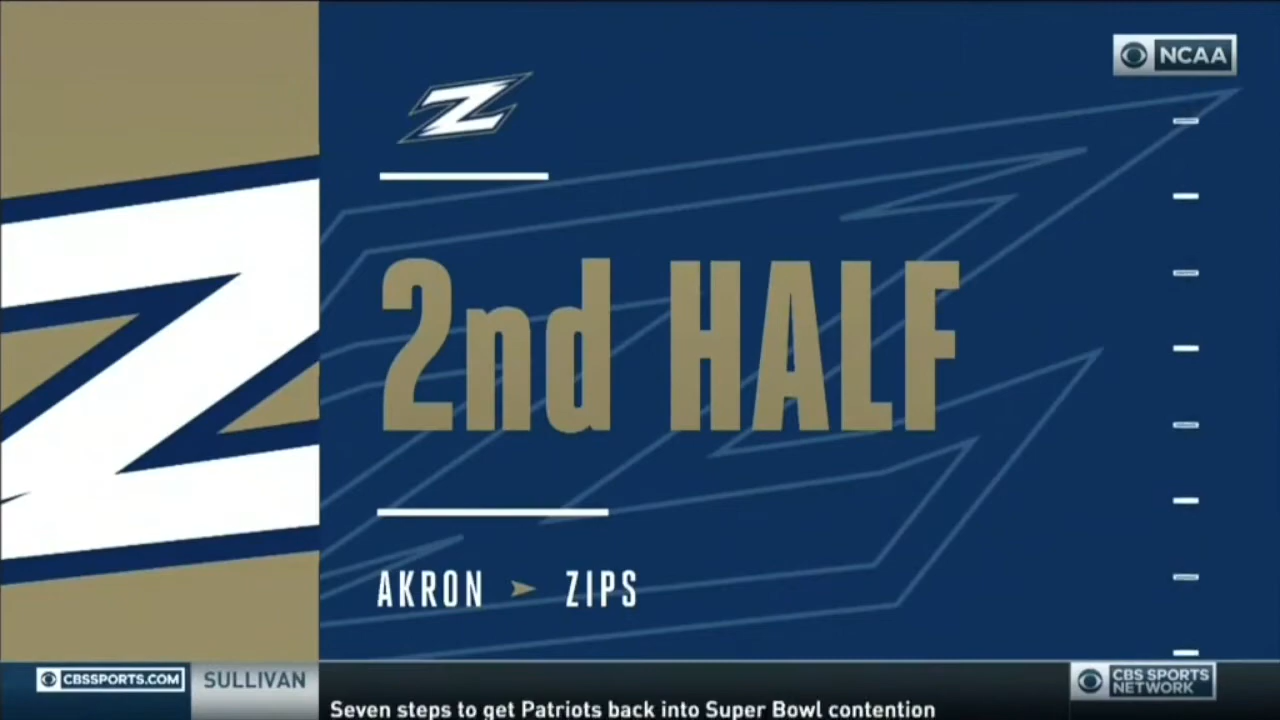 NCAA
Z
2nd HALF
AKRON ➤ ZIPS
CBSSPORTS.COM
SULLIVAN
CBS SPORTS
NETWORK
Seven steps to get Patriots back into Super Bowl contention